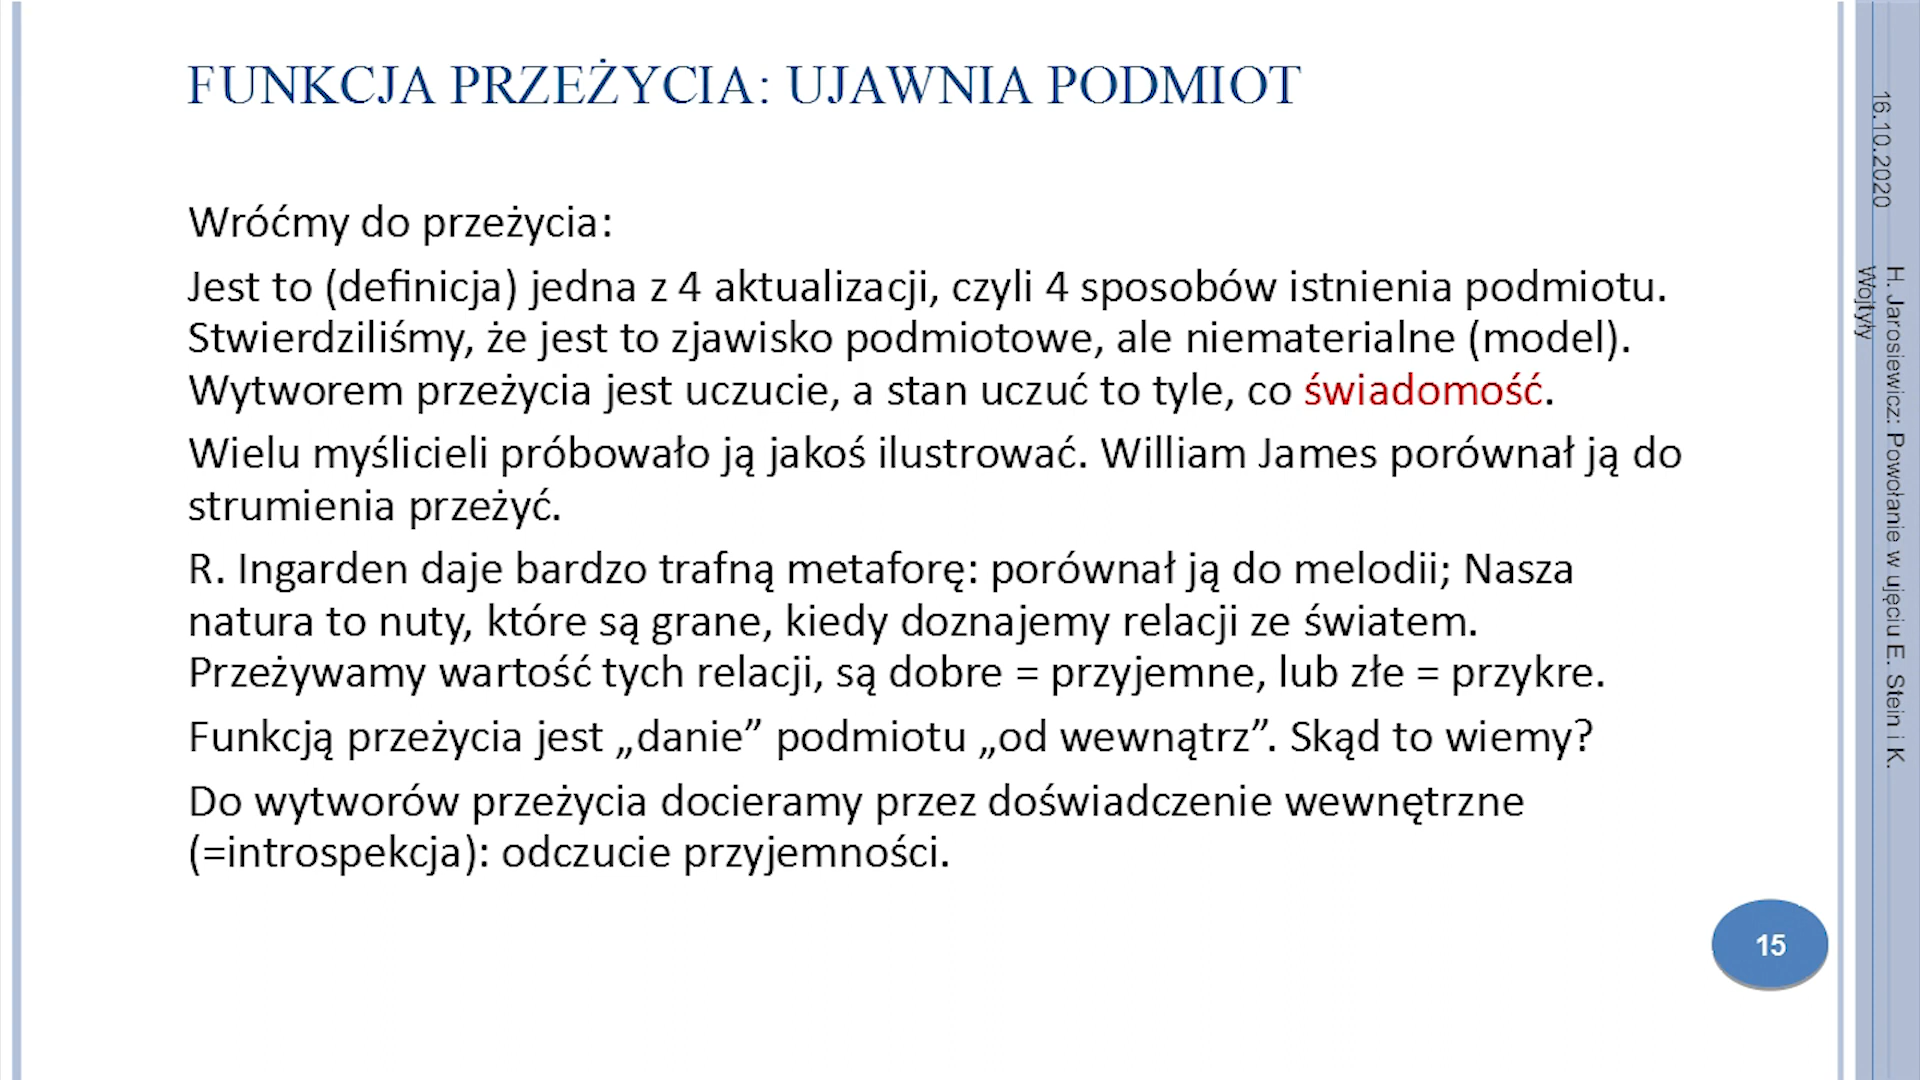 FUNKCJA PRZEŻYCIA: UJAWNIA PODMIOT
Wróćmy do przeżycia:
Jest to (definicja) jedna z 4 aktualizacji, czyli 4 sposobów istnienia podmiotu.
Stwierdziliśmy, że jest to zjawisko podmiotowe, ale niematerialne (model).
Wytworem przeżycia jest uczucie, a stan uczuć to tyle, co świadomość.
Wielu myślicieli próbowało ją jakoś ilustrować. William James porównał ją do
strumienia przeżyć.
R. Ingarden daje bardzo trafną metaforę: porównał ją do melodii; Nasza
natura to nuty, które są grane, kiedy doznajemy relacji ze światem.
Przeżywamy wartość tych relacji, są dobre = przyjemne, lub złe = przykre.
Funkcją przeżycia jest „danie” podmiotu „od wewnątrz”. Skąd to wiemy?
Do wytworów przeżycia docieramy przez doświadczenie wewnętrzne
(=introspekcja): odczucie przyjemności.
16.10.2020
H. Jarosiewicz: Powołanie w ujęciu E. Stein i K.
Wojtyły
15